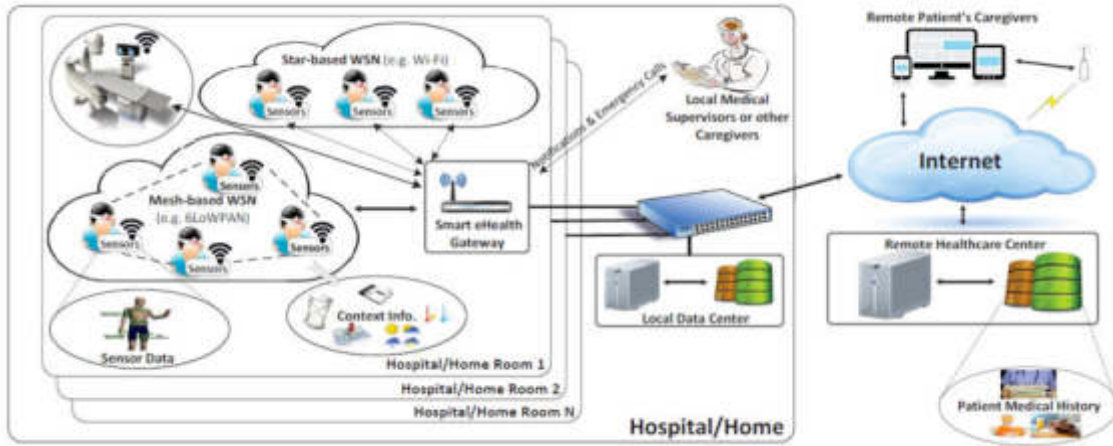 Star-based WSN (e.g. Wi-Fi)
Sensors
Sensors
Sensors
Sensors
Mesh-based WSN
(e.g. 6LoWPAN)
Sensors
Sensors
Sensors
Smart eHealth
Gateway
Notifications & Emergency Calls
Local Medical
Supervisors or other
Caregivers
Sensor Data
Context Info.
Hospital/Home Room 1
Hospital/Home Room 2
Hospital/Home Room N
Local Data Center
Hospital/Home
Remote Patient's Caregivers
Internet
Remote Healthcare Center
Patient Medical History